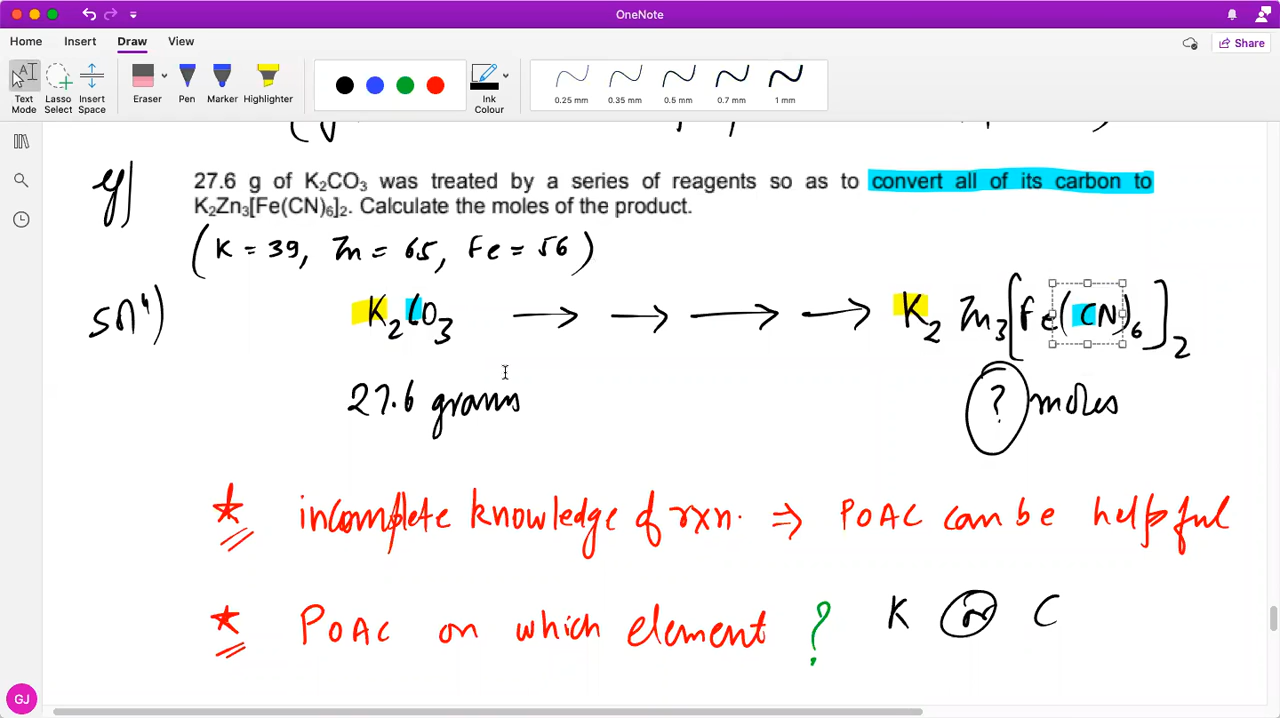 OneNote
Home Insert Draw View
Share
Text Mode
Lasso Select
Insert Space
Eraser
Pen
Marker
Highlighter
Ink Colour
0.25 mm
0.35 mm
0.5 mm
0.7 mm
1 mm
27.6 g of K₂CO₃ was treated by a series of reagents so as to convert all of its carbon to
K₂Zn₃[Fe(CN)₆]₂. Calculate the moles of the product.
(K = 39, Zn = 65, Fe = 56)
K₂CO₃ → → → → K₂Zn₃[Fe(CN)₆]₂
27.6 grams ? moles
* incomplete knowledge of rxn. ⇒ POAC can be helpful
* POAC on which element ? K or C
GJ